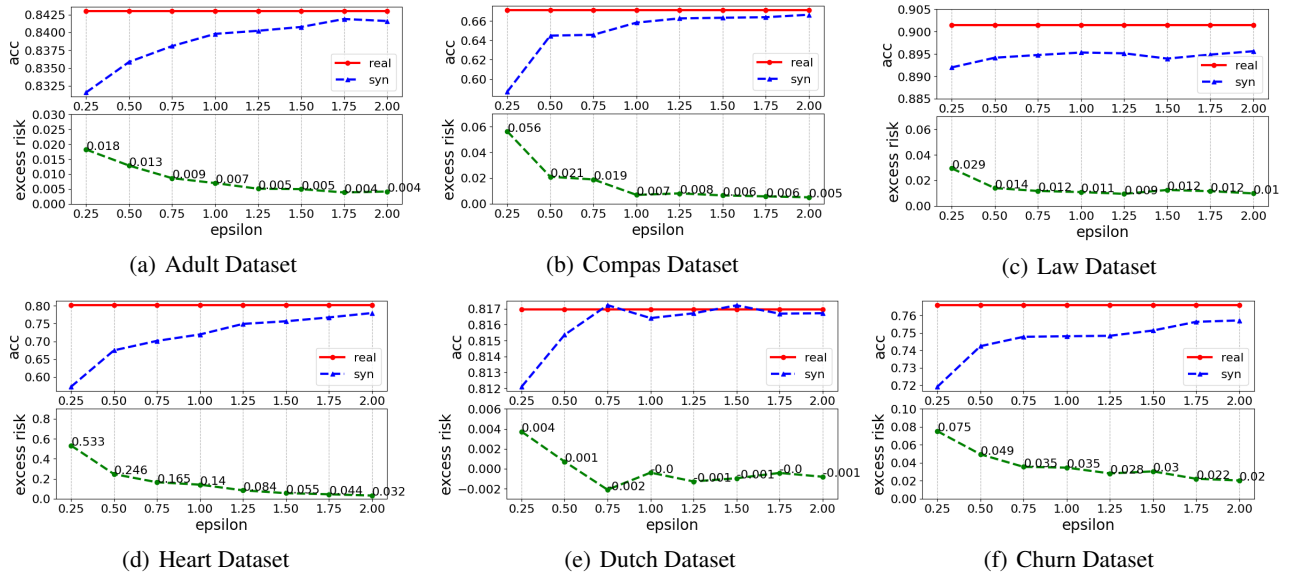 acc
0.8425
0.8400
0.8375
0.8350
0.8325
real
syn
0.25 0.50 0.75 1.00 1.25 1.50 1.75 2.00
excess risk
0.030
0.025
0.020
0.015
0.010
0.005
0.000
0.018 0.013 0.009 0.007 0.005 0.005 0.004 0.004
0.25 0.50 0.75 1.00 1.25 1.50 1.75 2.00
epsilon
(a) Adult Dataset
acc
0.66
0.64
0.62
0.60
real
syn
0.25 0.50 0.75 1.00 1.25 1.50 1.75 2.00
excess risk
0.06
0.04
0.02
0.00
0.056 0.021 0.019 0.007 0.008 0.006 0.006 0.005
0.25 0.50 0.75 1.00 1.25 1.50 1.75 2.00
epsilon
(b) Compas Dataset
acc
0.905
0.900
0.895
0.890
0.885
real
syn
0.25 0.50 0.75 1.00 1.25 1.50 1.75 2.00
excess risk
0.06
0.04
0.02
0.00
0.029 0.014 0.012 0.011 0.009 0.012 0.012 0.01
0.25 0.50 0.75 1.00 1.25 1.50 1.75 2.00
epsilon
(c) Law Dataset
acc
0.80
0.75
0.70
0.65
0.60
real
syn
0.25 0.50 0.75 1.00 1.25 1.50 1.75 2.00
excess risk
0.8
0.6
0.4
0.2
0.0
0.533 0.246 0.165 0.14 0.084 0.055 0.044 0.032
0.25 0.50 0.75 1.00 1.25 1.50 1.75 2.00
epsilon
(d) Heart Dataset
acc
0.817
0.816
0.814
0.813
0.812
real
syn
0.25 0.50 0.75 1.00 1.25 1.50 1.75 2.00
excess risk
0.006
0.004
0.002
0.000
−0.002
0.004 0.001 -0.002 -0.0 -0.001 -0.001 -0.0 -0.001
0.25 0.50 0.75 1.00 1.25 1.50 1.75 2.00
epsilon
(e) Dutch Dataset
acc
0.76
0.75
0.74
0.73
0.72
real
syn
0.25 0.50 0.75 1.00 1.25 1.50 1.75 2.00
excess risk
0.10
0.08
0.06
0.04
0.02
0.00
0.075 0.049 0.035 0.035 0.028 0.03 0.022 0.02
0.25 0.50 0.75 1.00 1.25 1.50 1.75 2.00
epsilon
(f) Churn Dataset